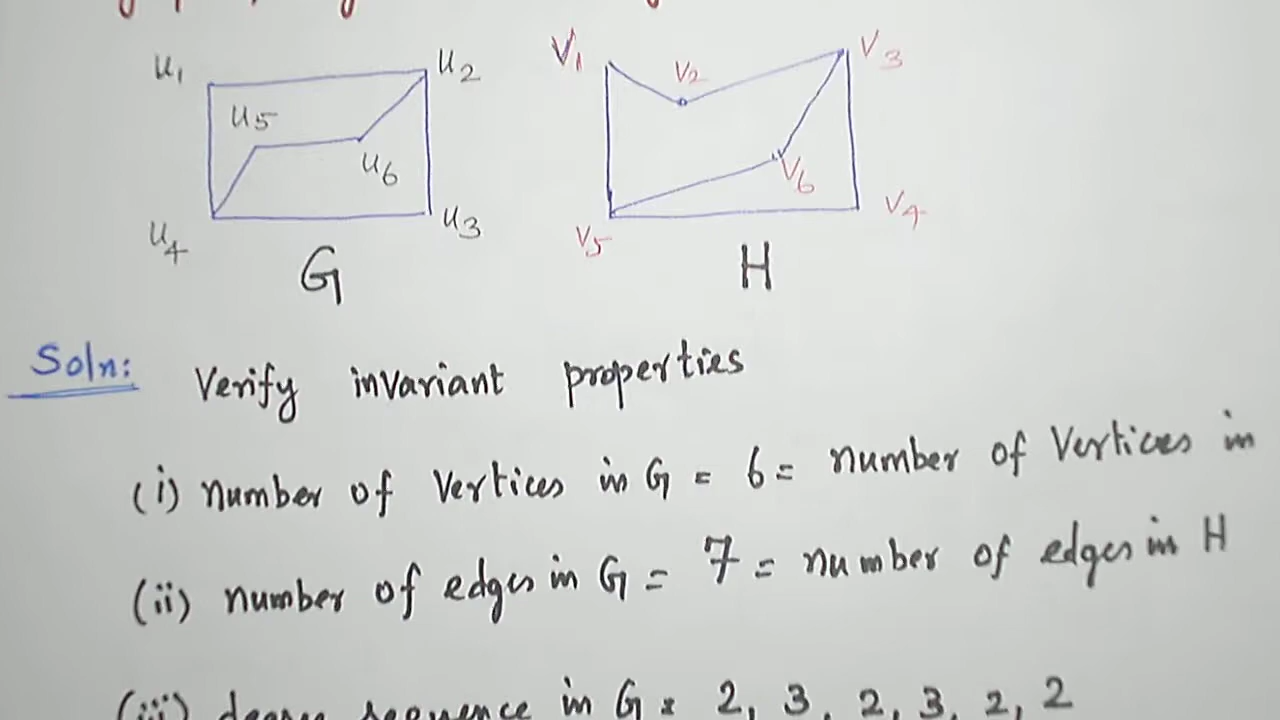 u1 u2 V1 V2 V3
u5
u6 V6
u4 u3 V5 V4
G H
Soln: Verify invariant properties
(i) number of Vertices in G = 6 = number of Vertices in
(ii) number of edges in G = 7 = number of edges in H
(iii) degree sequence in G = 2, 3, 2, 3, 2, 2